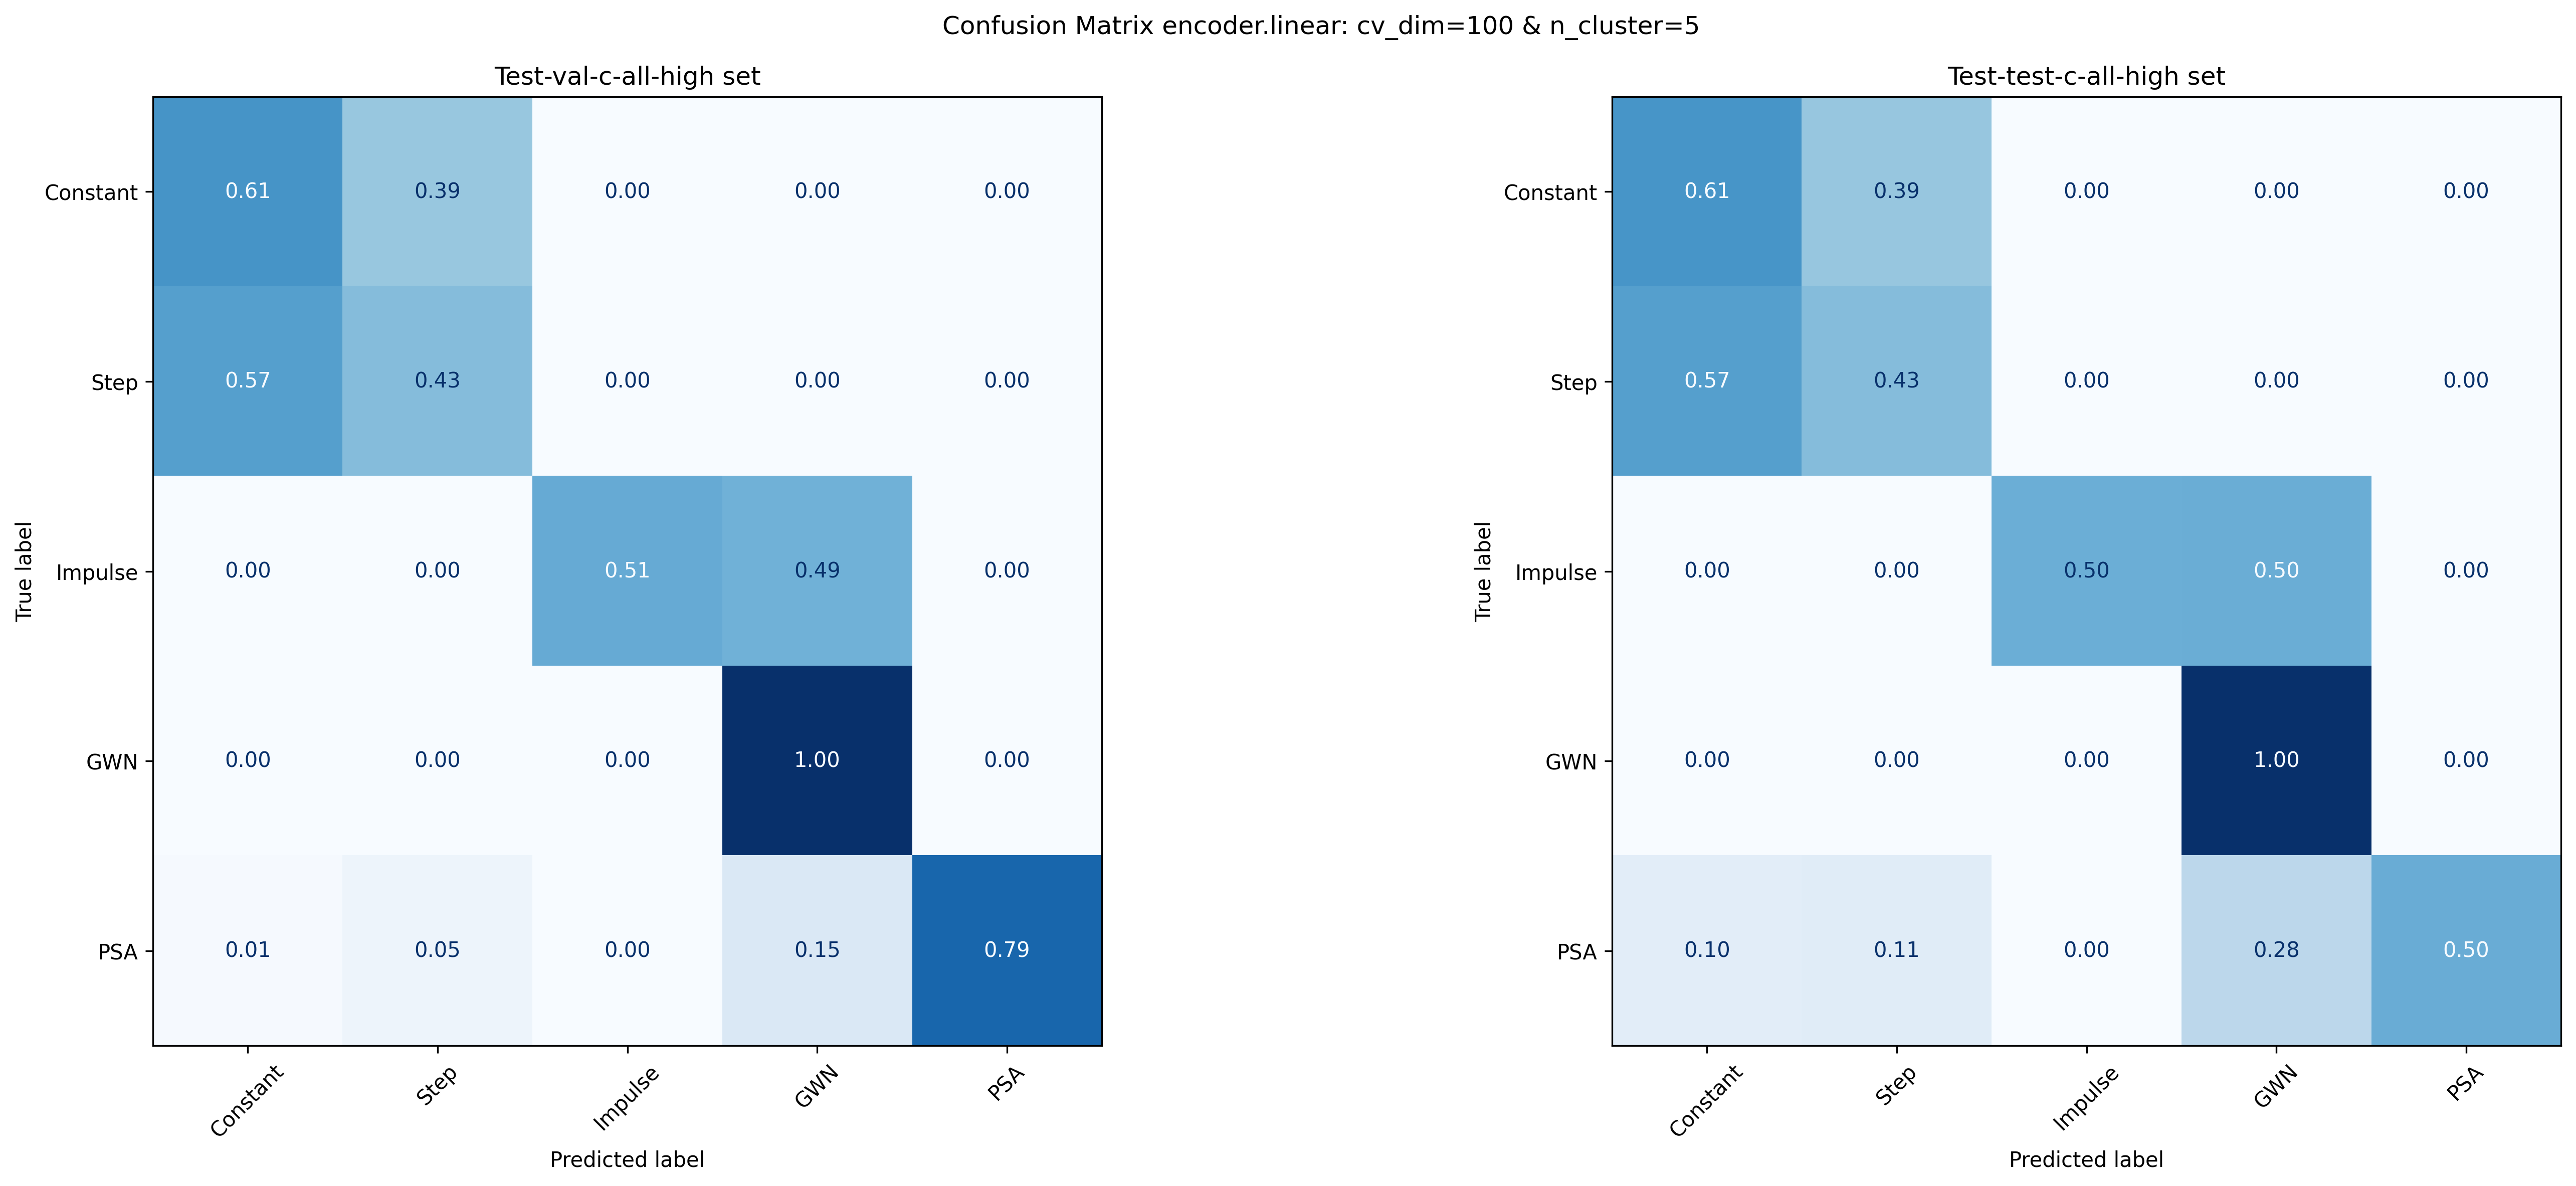 Confusion Matrix encoder.linear: cv_dim=100 & n_cluster=5
Test-val-c-all-high set
True label
Constant 0.61 0.39 0.00 0.00 0.00
Step 0.57 0.43 0.00 0.00 0.00
Impulse 0.00 0.00 0.51 0.49 0.00
GWN 0.00 0.00 0.00 1.00 0.00
PSA 0.01 0.05 0.00 0.15 0.79
Constant Step Impulse GWN PSA
Predicted label
Test-test-c-all-high set
True label
Constant 0.61 0.39 0.00 0.00 0.00
Step 0.57 0.43 0.00 0.00 0.00
Impulse 0.00 0.00 0.50 0.50 0.00
GWN 0.00 0.00 0.00 1.00 0.00
PSA 0.10 0.11 0.00 0.28 0.50
Constant Step Impulse GWN PSA
Predicted label